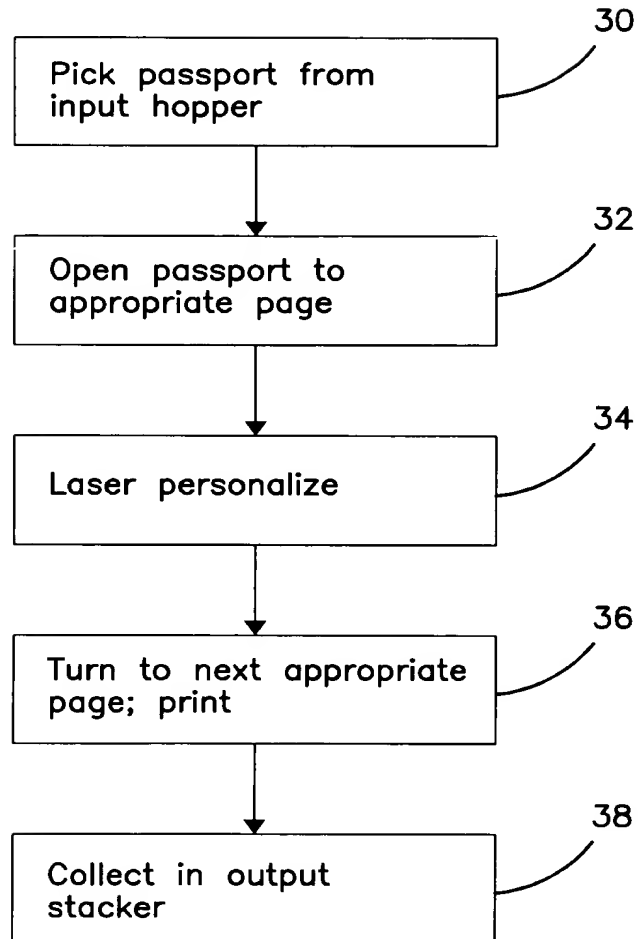 30
Pick passport from
input hopper
32
Open passport to
appropriate page
34
Laser personalize
36
Turn to next appropriate
page; print
38
Collect in output
stacker